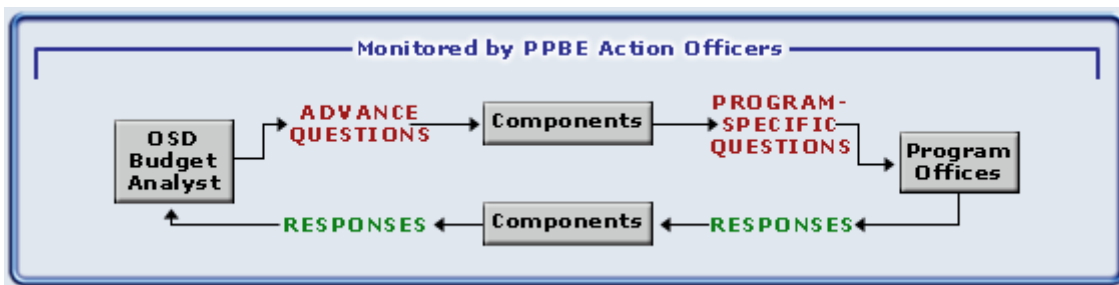 Monitored by PPBE Action Officers
OSD
Budget
Analyst
ADVANCE
QUESTIONS
Components
PROGRAM-
SPECIFIC
QUESTIONS
Program
Offices
RESPONSES
Components
RESPONSES